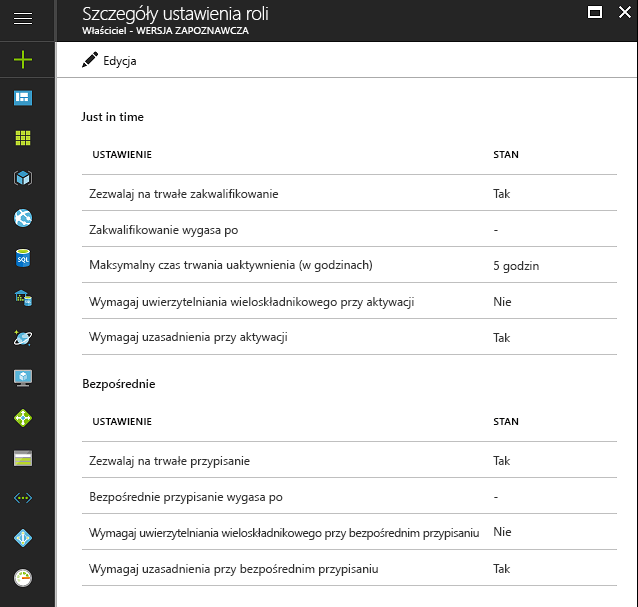 Szczegóły ustawienia roli
Właściciel - WERSJA ZAPOZNAWCZA
Edycja
Just in time
USTAWIENIE STAN
Zezwalaj na trwałe zakwalifikowanie Tak
Zakwalifikowanie wygasa po -
Maksymalny czas trwania uaktywnienia (w godzinach) 5 godzin
Wymagaj uwierzytelniania wieloskładnikowego przy aktywacji Nie
Wymagaj uzasadnienia przy aktywacji Tak
Bezpośrednie
USTAWIENIE STAN
Zezwalaj na trwałe przypisanie Tak
Bezpośrednie przypisanie wygasa po -
Wymagaj uwierzytelniania wieloskładnikowego przy bezpośrednim przypisaniu Nie
Wymagaj uzasadnienia przy bezpośrednim przypisaniu Tak
SQL